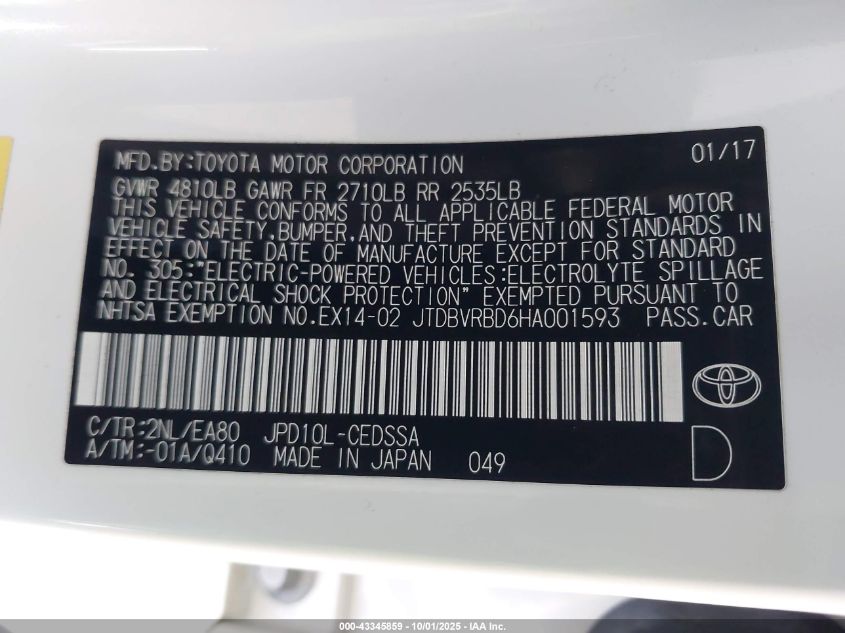 MFD.BY:TOYOTA MOTOR CORPORATION 01/17
GVWR 4810LB GAWR FR 2710LB RR 2535LB
THIS VEHICLE CONFORMS TO ALL APPLICABLE FEDERAL MOTOR
VEHICLE SAFETY,BUMPER,AND THEFT PREVENTION STANDARDS IN
EFFECT ON THE DATE OF MANUFACTURE EXCEPT FOR STANDARD
NO. 305:"ELECTRIC-POWERED VEHICLES:ELECTROLYTE SPILLAGE
AND ELECTRICAL SHOCK PROTECTION" EXEMPTED PURSUANT TO
NHTSA EXEMPTION NO.EX14-02 JTDBVRBD6HA001593 PASS.CAR
C/TR:2NL/EA80 JPD10L-CEDSSA
A/TM:-01A/Q410 MADE IN JAPAN 049
D
000-43345859 - 10/01/2025 - IAA Inc.